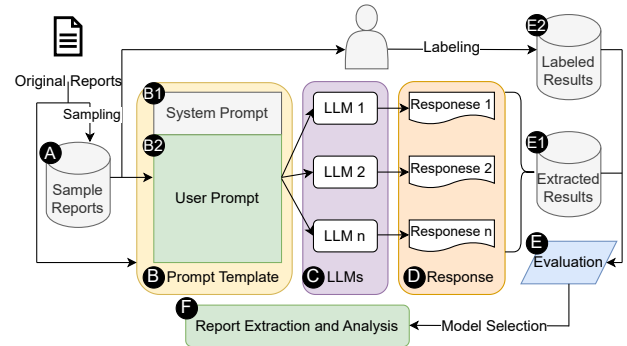 E2
Labeling
Labeled
Results
Original Reports
Sampling
A
Sample
Reports
B1
System Prompt
B2
User Prompt
B
Prompt Template
LLM 1
LLM 2
LLM n
C
LLMs
Responese 1
Responese 2
Responese n
D
Response
E1
Extracted
Results
E
Evaluation
F
Report Extraction and Analysis
Model Selection